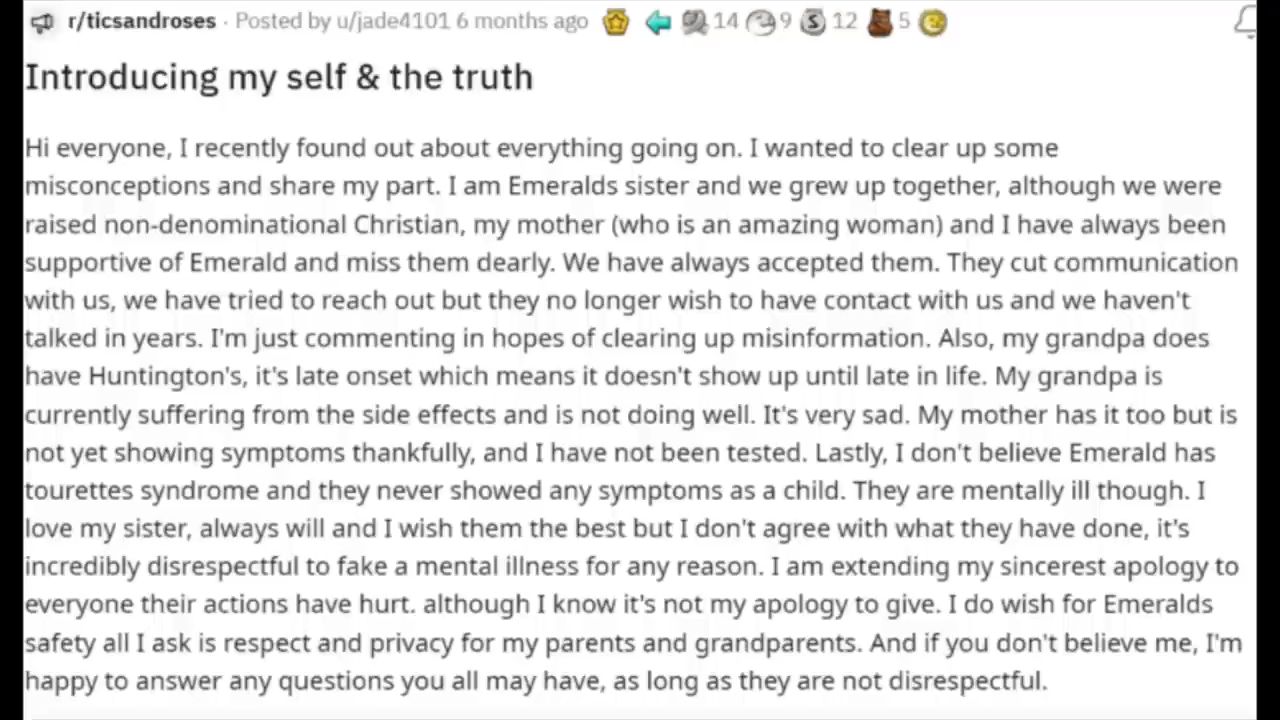 r/ticsandroses · Posted by u/jade4101 6 months ago 14 9 12 5
Introducing my self & the truth
Hi everyone, I recently found out about everything going on. I wanted to clear up some
misconceptions and share my part. I am Emeralds sister and we grew up together, although we were
raised non-denominational Christian, my mother (who is an amazing woman) and I have always been
supportive of Emerald and miss them dearly. We have always accepted them. They cut communication
with us, we have tried to reach out but they no longer wish to have contact with us and we haven't
talked in years. I'm just commenting in hopes of clearing up misinformation. Also, my grandpa does
have Huntington's, it's late onset which means it doesn't show up until late in life. My grandpa is
currently suffering from the side effects and is not doing well. It's very sad. My mother has it too but is
not yet showing symptoms thankfully, and I have not been tested. Lastly, I don't believe Emerald has
tourettes syndrome and they never showed any symptoms as a child. They are mentally ill though. I
love my sister, always will and I wish them the best but I don't agree with what they have done, it's
incredibly disrespectful to fake a mental illness for any reason. I am extending my sincerest apology to
everyone their actions have hurt. although I know it's not my apology to give. I do wish for Emeralds
safety all I ask is respect and privacy for my parents and grandparents. And if you don't believe me, I'm
happy to answer any questions you all may have, as long as they are not disrespectful.